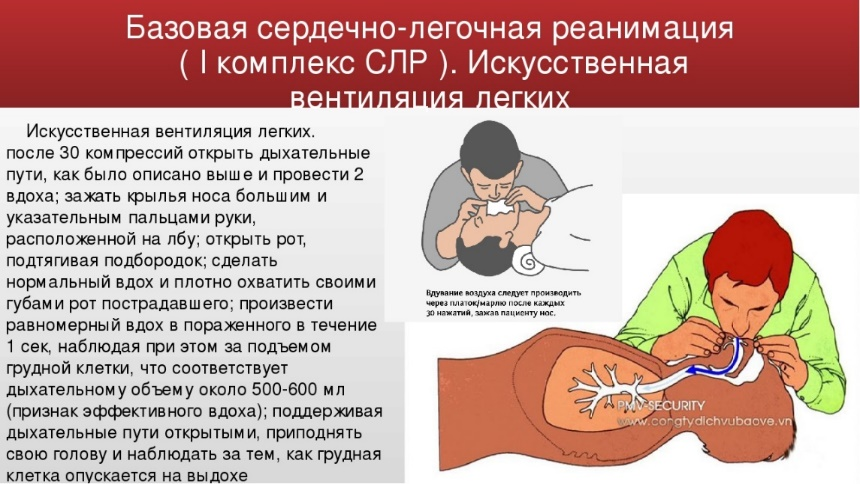 Базовая сердечно-легочная реанимация
( I комплекс СЛР ). Искусственная
вентиляция легких
Искусственная вентиляция легких.
после 30 компрессий открыть дыхательные
пути, как было описано выше и провести 2
вдоха; зажать крылья носа большим и
указательным пальцами руки,
расположенной на лбу; открыть рот,
подтягивая подбородок; сделать
нормальный вдох и плотно охватить своими
губами рот пострадавшего; произвести
равномерный вдох в пораженного в течение
1 сек, наблюдая при этом за подъемом
грудной клетки, что соответствует
дыхательному объему около 500-600 мл
(признак эффективного вдоха); поддерживая
дыхательные пути открытыми, приподнять
свою голову и наблюдать за тем, как грудная
клетка опускается на выдохе
Вдувание воздуха следует производить
через платок/марлю после каждых
30 нажатий, зажав пациенту нос.
PMV-SECURITY
www.congtydichvubaove.vn